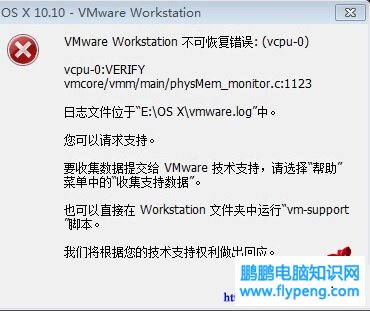 OS X 10.10 - VMware Workstation
VMware Workstation 不可恢复错误: (vcpu-0)
vcpu-0:VERIFY
vmcore/vmm/main/physMem_monitor.c:1123
日志文件位于“E:\OS X\vmware.log”中。
您可以请求支持。
要收集数据提交给 VMware 技术支持，请选择“帮助”
菜单中的“收集支持数据”。
也可以直接在 Workstation 文件夹中运行“vm-support
”脚本。
我们将根据您的技术支持权利做出回应。
鹏鹏电脑知识网
www.flypeng.com